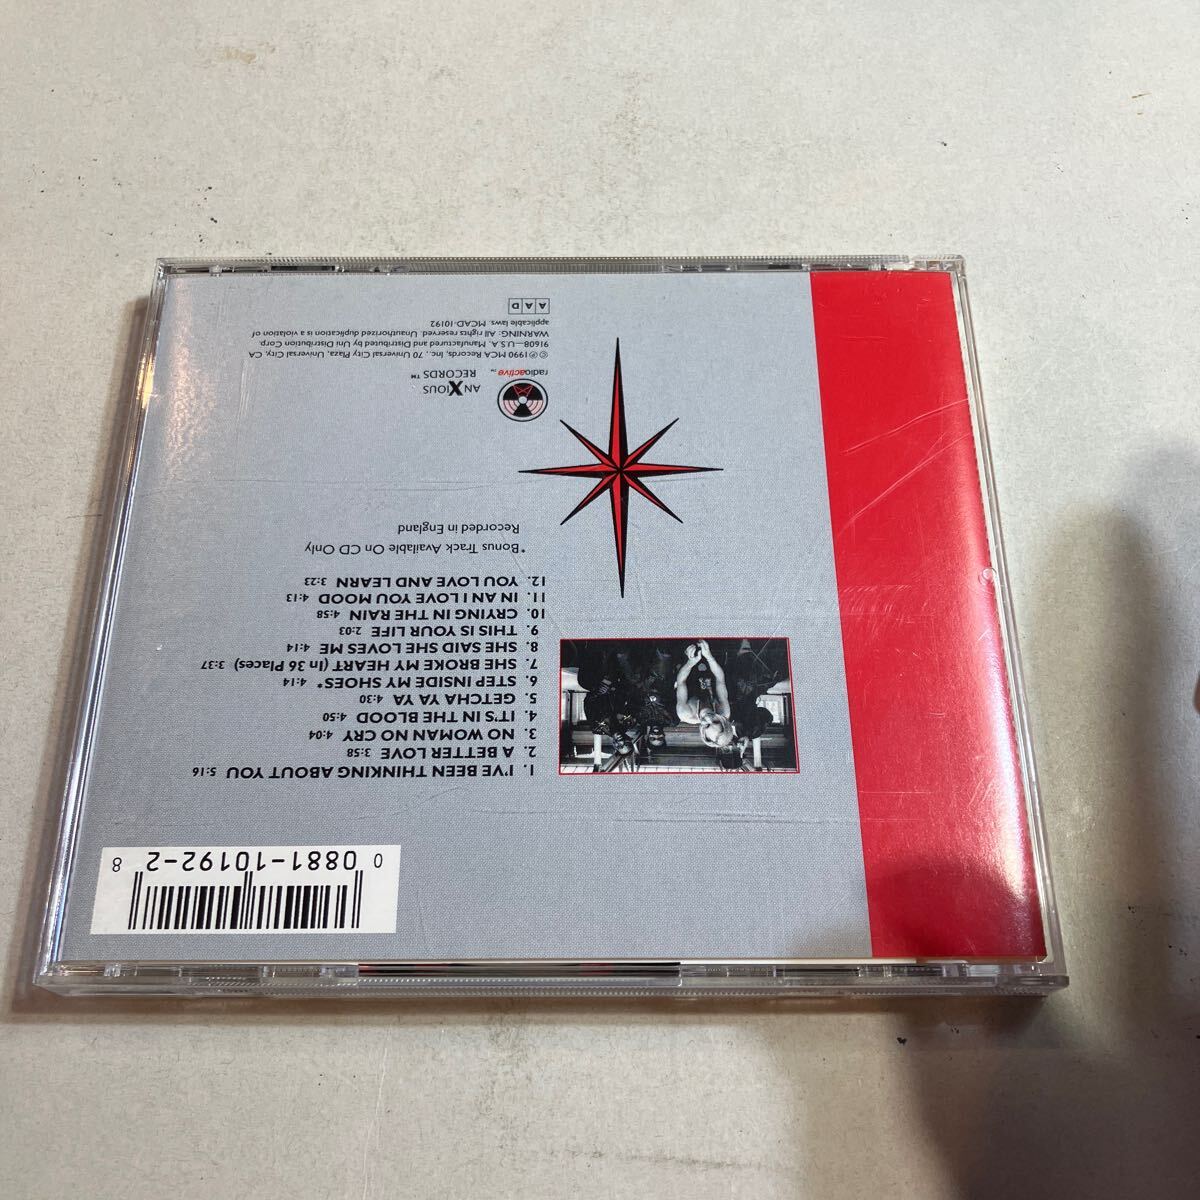 0 0881-10192-2 8
1. I'VE BEEN THINKING ABOUT YOU 5:16
2. A BETTER LOVE 3:58
3. NO WOMAN NO CRY 4:04
4. IT'S IN THE BLOOD 4:50
5. GETCHA YA YA 4:30
6. STEP INSIDE MY SHOES* 4:14
7. SHE BROKE MY HEART (In 36 Places) 3:37
8. SHE SAID SHE LOVES ME 4:14
9. THIS IS YOUR LIFE 2:03
10. CRYING IN THE RAIN 4:58
11. IN AN I LOVE YOU MOOD 4:13
12. YOU LOVE AND LEARN 3:23
*Bonus Track Available On CD Only
Recorded in England
radioactive™
ANXIOUS
RECORDS™
©℗1990 MCA Records, Inc., 70 Universal City Plaza, Universal City, CA
91608—U.S.A. Manufactured and Distributed by Uni Distribution Corp.
WARNING: All rights reserved. Unauthorized duplication is a violation of
applicable laws. MCAD-10192
AAD